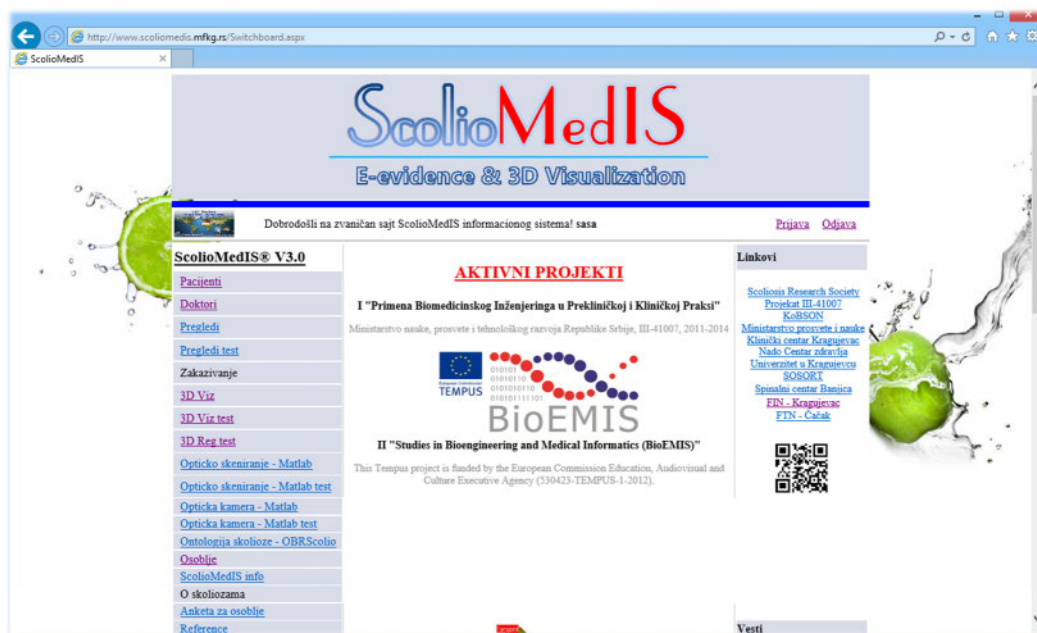 http://www.scoliomedis.mfkg.rs/Switchboard.aspx
ScolioMedIS
ScolioMedIS
E-evidence & 3D Visualization
Dobrodošli na zvaničan sajt ScolioMedIS informacionog sistema! sasa
Prijava Odjava
ScolioMedIS® V3.0
Pacijenti
Doktori
Pregledi
Pregledi test
Zakazivanje
3D Viz
3D Viz test
3D Reg test
Opticko skeniranje - Matlab
Opticko skeniranje - Matlab test
Opticka kamera - Matlab
Opticka kamera - Matlab test
Ontologija skolioze - OBRScolio
Osoblje
ScolioMedIS info
O skoliozama
Anketa za osoblje
Reference
AKTIVNI PROJEKTI
I "Primena Biomedicinskog Inženjeringa u Prekliničkoj i Kliničkoj Praksi"
Ministarstvo nauke, prosvete i tehnološkog razvoja Republike Srbije, III-41007, 2011-2014
TEMPUS
010101
01010110
0101010110
010101111101
BioEMIS
II "Studies in Bioengineering and Medical Informatics (BioEMIS)"
This Tempus project is funded by the European Commission Education, Audiovisual and
Culture Executive Agency (530423-TEMPUS-1-2012).
Linkovi
Scoliosis Research Society
Projekat III-41007
KoBSON
Ministarstvo prosvete i nauke
Klinički centar Kragujevac
Nado Centar zdravlja
Univerzitet u Kragujevcu
SOSORT
Spinalni centar Banjica
FIN - Kragujevac
FTN - Čačak
Vesti